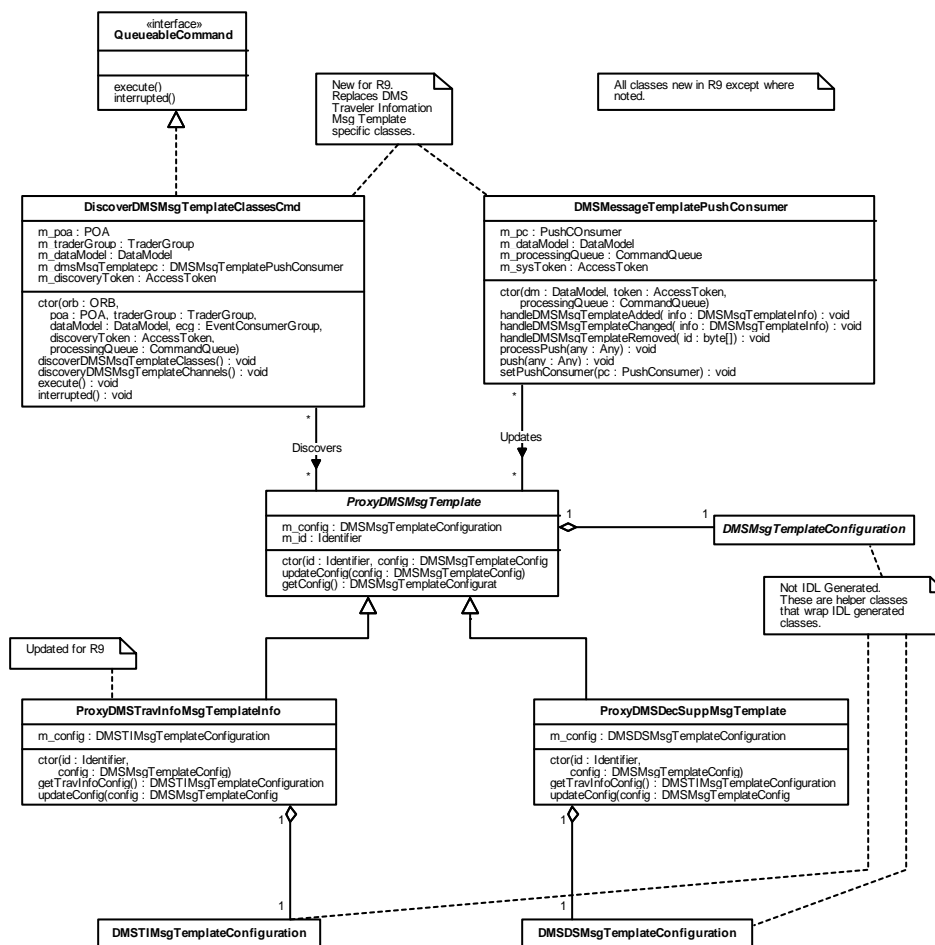 «interface»
QueueableCommand
execute()
interrupted()
New for R9.
Replaces DMS
Traveler Infomation
Msg Template
specific classes.
All classes new in R9 except where
noted.
DiscoverDMSMsgTemplateClassesCmd
m_poa : POA
m_traderGroup : TraderGroup
m_dataModel : DataModel
m_dmsMsgTemplatepc : DMSMsgTemplatePushConsumer
m_discoveryToken : AccessToken
ctor(orb : ORB,
poa : POA, traderGroup : TraderGroup,
dataModel : DataModel, ecg : EventConsumerGroup,
discoveryToken : AccessToken,
processingQueue : CommandQueue)
discoverDMSMsgTemplateClasses() : void
discoveryDMSMsgTemplateChannels() : void
execute() : void
interrupted() : void
DMSMessageTemplatePushConsumer
m_pc : PushCOnsumer
m_dataModel : DataModel
m_processingQueue : CommandQueue
m_sysToken : AccessToken
ctor(dm : DataModel, token : AccessToken,
processingQueue : CommandQueue)
handleDMSMsgTemplateAdded( info : DMSMsgTemplateInfo) : void
handleDMSMsgTemplateChanged( info : DMSMsgTemplateInfo) : void
handleDMSMsgTemplateRemoved( id : byte[]) : void
processPush(any : Any) : void
push(any : Any) : void
setPushConsumer(pc : PushConsumer) : void
*
Discovers
*
*
Updates
*
ProxyDMSMsgTemplate
m_config : DMSMsgTemplateConfiguration
m_id : Identifier
ctor(id : Identifier, config : DMSMsgTemplateConfig
updateConfig(config : DMSMsgTemplateConfig)
getConfig() : DMSMsgTemplateConfigurat
1
1
DMSMsgTemplateConfiguration
Not IDL Generated.
These are helper classes
that wrap IDL generated
classes.
Updated for R9
ProxyDMSTravInfoMsgTemplateInfo
m_config : DMSTIMsgTemplateConfiguration
ctor(id : Identifier,
config : DMSMsgTemplateConfig)
getTravInfoConfig() : DMSTIMsgTemplateConfiguration
updateConfig(config : DMSMsgTemplateConfig
ProxyDMSDecSuppMsgTemplate
m_config : DMSDSMsgTemplateConfiguration
ctor(id : Identifier,
config : DMSMsgTemplateConfig)
getTravInfoConfig() : DMSTIMsgTemplateConfiguration
updateConfig(config : DMSMsgTemplateConfig
1
1
1
1
DMSTIMsgTemplateConfiguration
DMSDSMsgTemplateConfiguration